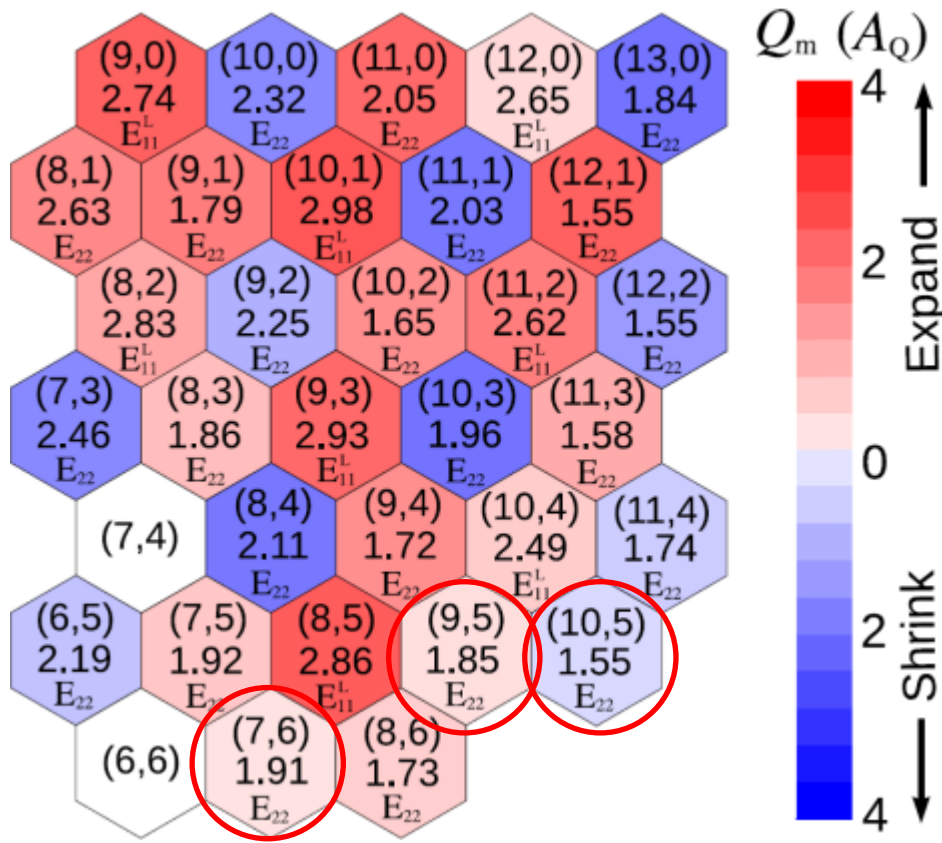 Qm (AQ)
(9,0) (10,0) (11,0) (12,0) (13,0)
2.74 2.32 2.05 2.65 1.84
E11L E22 E22 E11L E22
(8,1) (9,1) (10,1) (11,1) (12,1)
2.63 1.79 2.98 2.03 1.55
E22 E22 E11L E22 E22
(8,2) (9,2) (10,2) (11,2) (12,2)
2.83 2.25 1.65 2.62 1.55
E11L E22 E22 E11L E22
(7,3) (8,3) (9,3) (10,3) (11,3)
2.46 1.86 2.93 1.96 1.58
E22 E22 E11L E22 E22
(7,4) (8,4) (9,4) (10,4) (11,4)
2.11 1.72 2.49 1.74
E22 E22 E11L E22
(6,5) (7,5) (8,5) (9,5) (10,5)
2.19 1.92 2.86 1.85 1.55
E22 E22 E11L E22 E22
(6,6) (7,6) (8,6)
1.91 1.73
E22 E22
4
2
0
2
4
Expand
Shrink